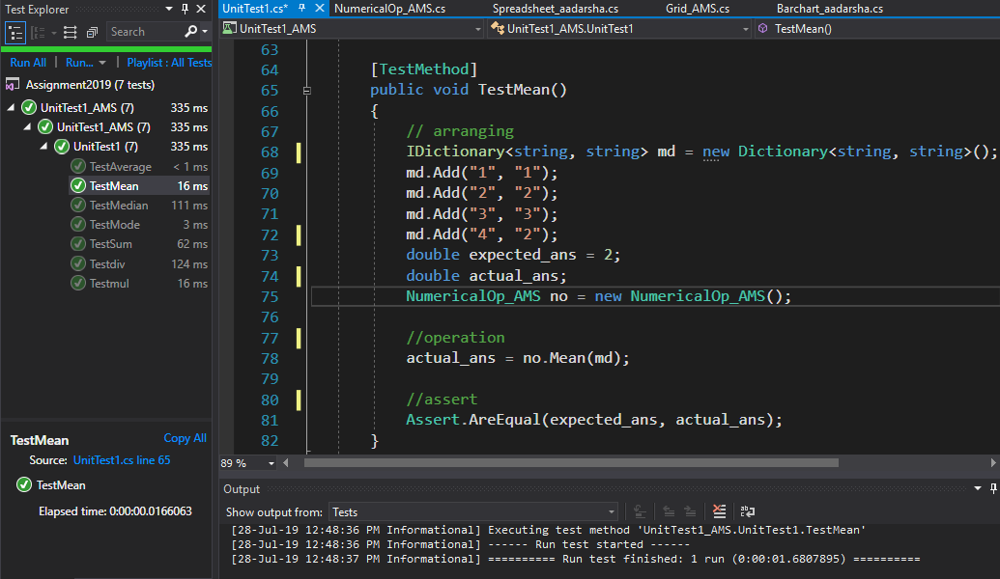 Test Explorer
Search
Run All | Run... | Playlist : All Tests
Assignment2019 (7 tests)
UnitTest1_AMS (7) 335 ms
UnitTest1_AMS (7) 335 ms
UnitTest1 (7) 335 ms
TestAverage < 1 ms
TestMean 16 ms
TestMedian 111 ms
TestMode 3 ms
TestSum 62 ms
Testdiv 124 ms
Testmul 16 ms
TestMean Copy All
Source: UnitTest1.cs line 65
TestMean
Elapsed time: 0:00:00.0166063
UnitTest1.cs* NumericalOp_AMS.cs Spreadsheet_aadarsha.cs Grid_AMS.cs Barchart_aadarsha.cs
UnitTest1_AMS UnitTest1_AMS.UnitTest1 TestMean()
63
64 [TestMethod]
65 public void TestMean()
66 {
67 // arranging
68 IDictionary<string, string> md = new Dictionary<string, string>();
69 md.Add("1", "1");
70 md.Add("2", "2");
71 md.Add("3", "3");
72 md.Add("4", "2");
73 double expected_ans = 2;
74 double actual_ans;
75 NumericalOp_AMS no = new NumericalOp_AMS();
76
77 //operation
78 actual_ans = no.Mean(md);
79
80 //assert
81 Assert.AreEqual(expected_ans, actual_ans);
82 }
89 %
Output
Show output from: Tests
[28-Jul-19 12:48:36 PM Informational] Executing test method 'UnitTest1_AMS.UnitTest1.TestMean'
[28-Jul-19 12:48:36 PM Informational] ------ Run test started ------
[28-Jul-19 12:48:37 PM Informational] ========== Run test finished: 1 run (0:00:01.6807895) ==========